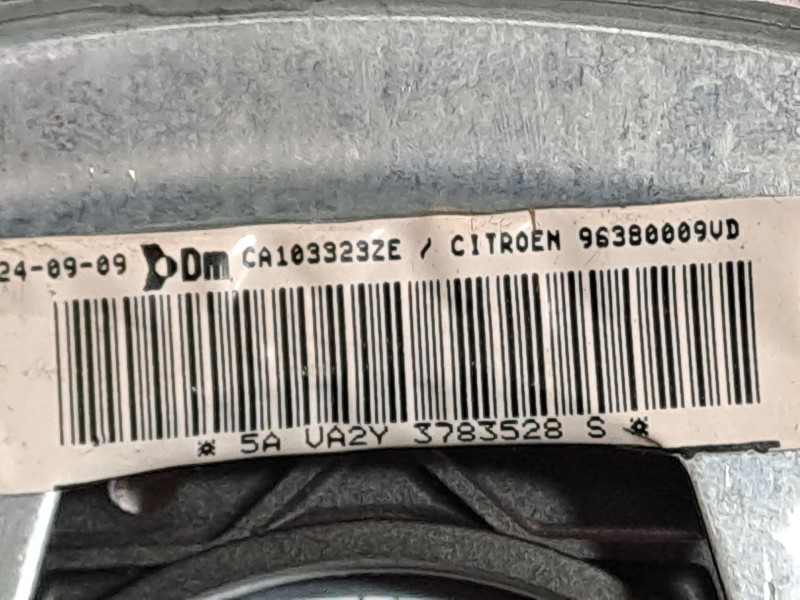 24-09-09 Dm CA103323ZE / CITROEN 96380009VD
* 5A VA2Y 3783528 S *